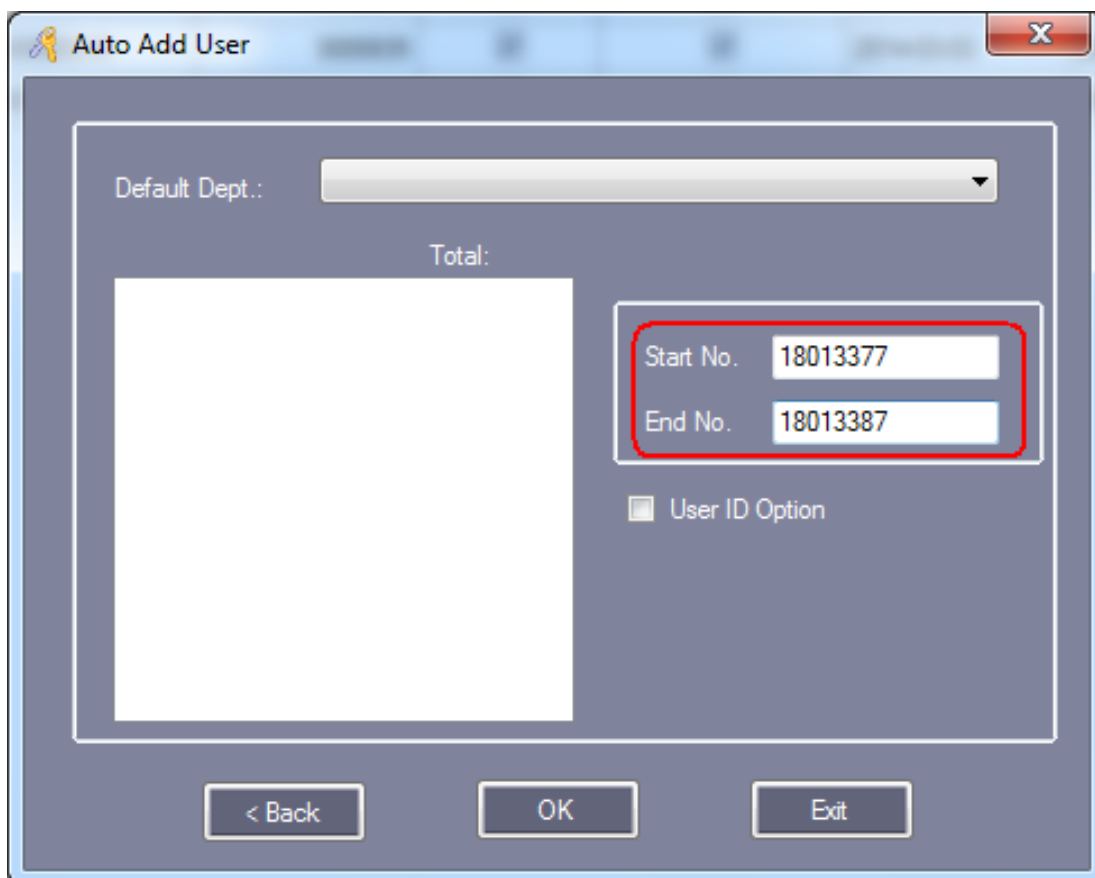 Auto Add User
Default Dept.:
Total:
Start No. 18013377
End No. 18013387
User ID Option
< Back OK Exit